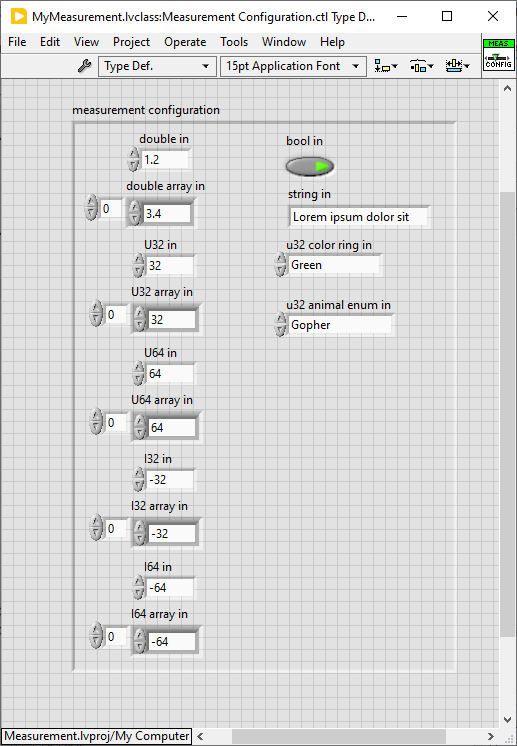 MyMeasurement.lvclass:Measurement Configuration.ctl Type D...
File Edit View Project Operate Tools Window Help
MEAS
CONFIG
Type Def.
15pt Application Font
measurement configuration
double in
1.2
double array in
0
3.4
U32 in
32
U32 array in
0
32
U64 in
64
U64 array in
0
64
I32 in
-32
I32 array in
0
-32
I64 in
-64
I64 array in
0
-64
bool in
string in
Lorem ipsum dolor sit
u32 color ring in
Green
u32 animal enum in
Gopher
Measurement.lvproj/My Computer